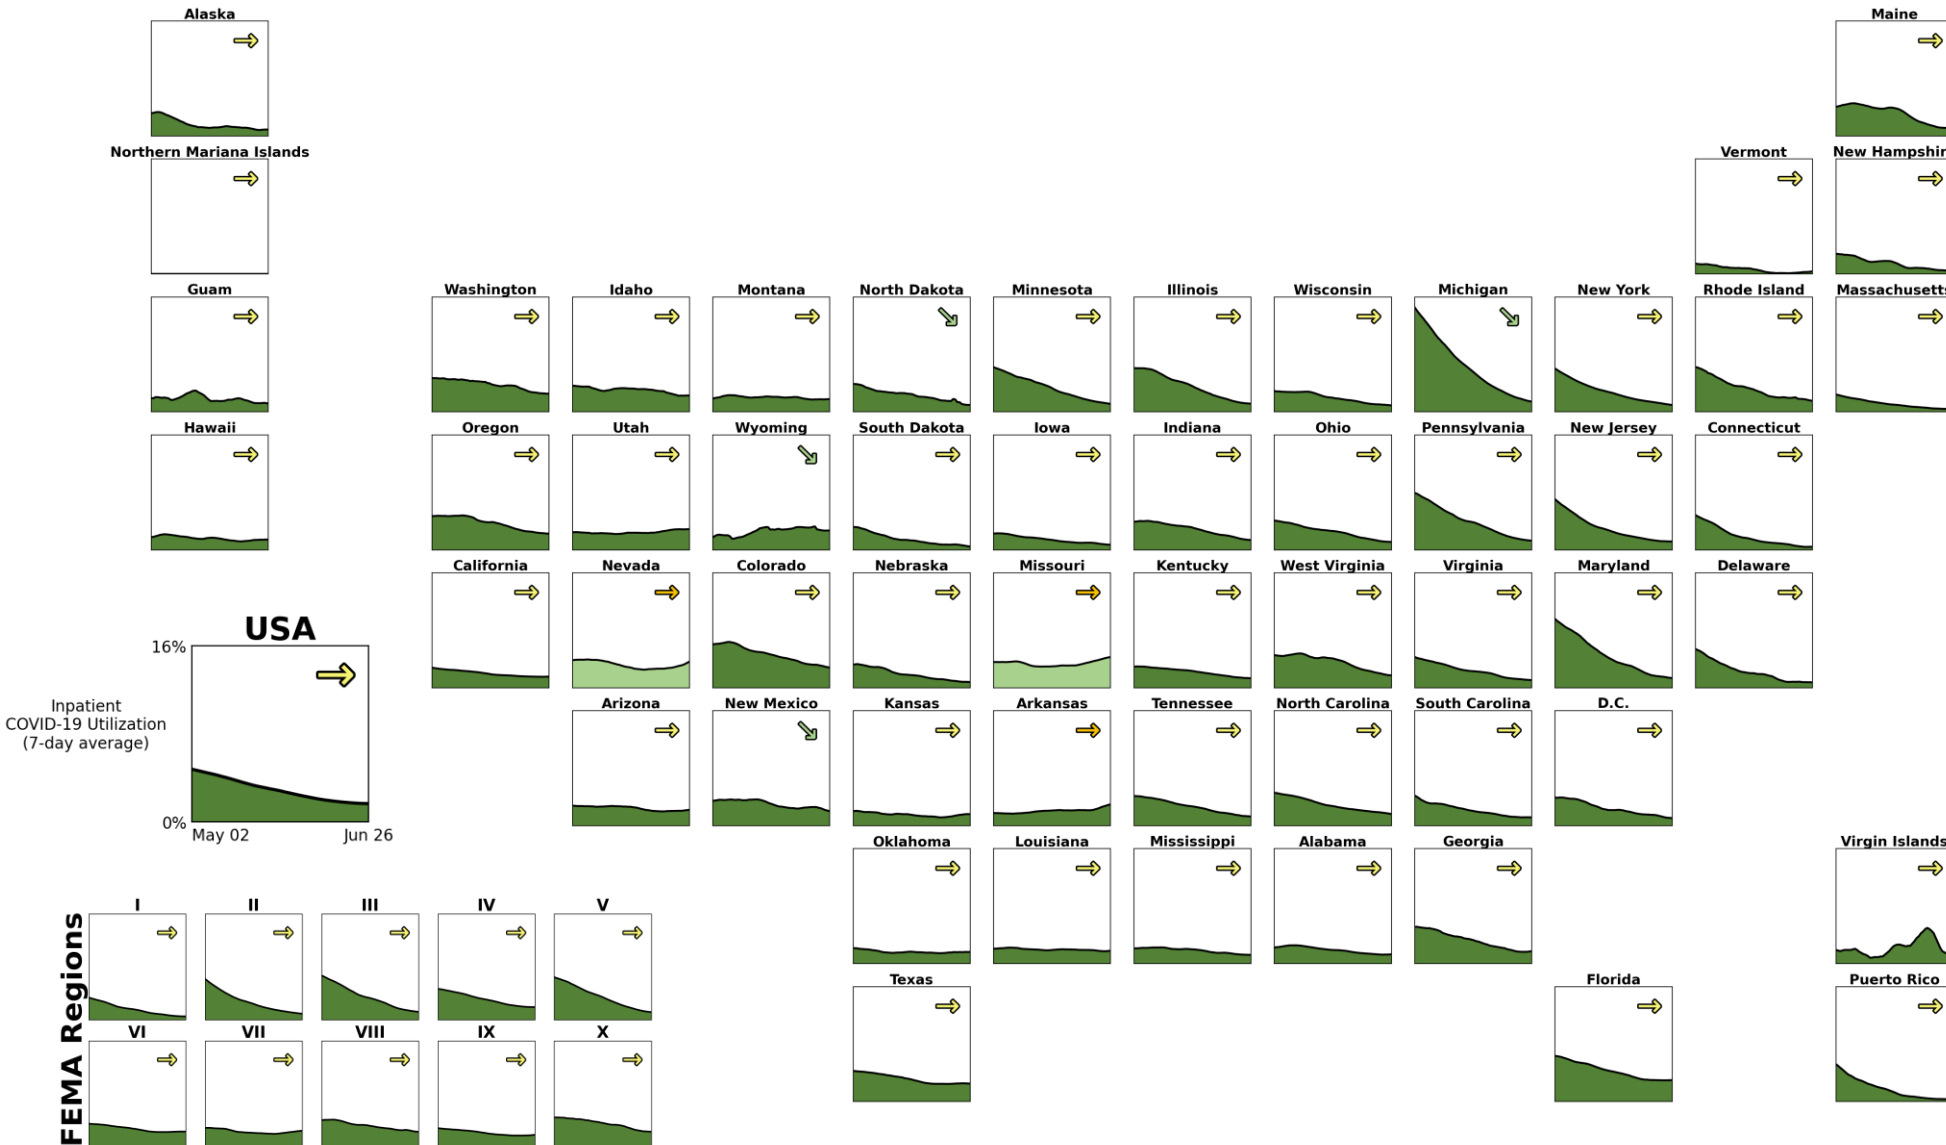 Alaska
Maine
Northern Mariana Islands
Vermont
New Hampshir
Guam
Washington
Idaho
Montana
North Dakota
Minnesota
Illinois
Wisconsin
Michigan
New York
Rhode Island
Massachusetts
Hawaii
Oregon
Utah
Wyoming
South Dakota
Iowa
Indiana
Ohio
Pennsylvania
New Jersey
Connecticut
California
Nevada
Colorado
Nebraska
Missouri
Kentucky
West Virginia
Virginia
Maryland
Delaware
USA
16%
Inpatient
COVID-19 Utilization
(7-day average)
0%
May 02
Jun 26
Arizona
New Mexico
Kansas
Arkansas
Tennessee
North Carolina
South Carolina
D.C.
Oklahoma
Louisiana
Mississippi
Alabama
Georgia
Virgin Islands
Texas
Florida
Puerto Rico
FEMA Regions
I
II
III
IV
V
VI
VII
VIII
IX
X